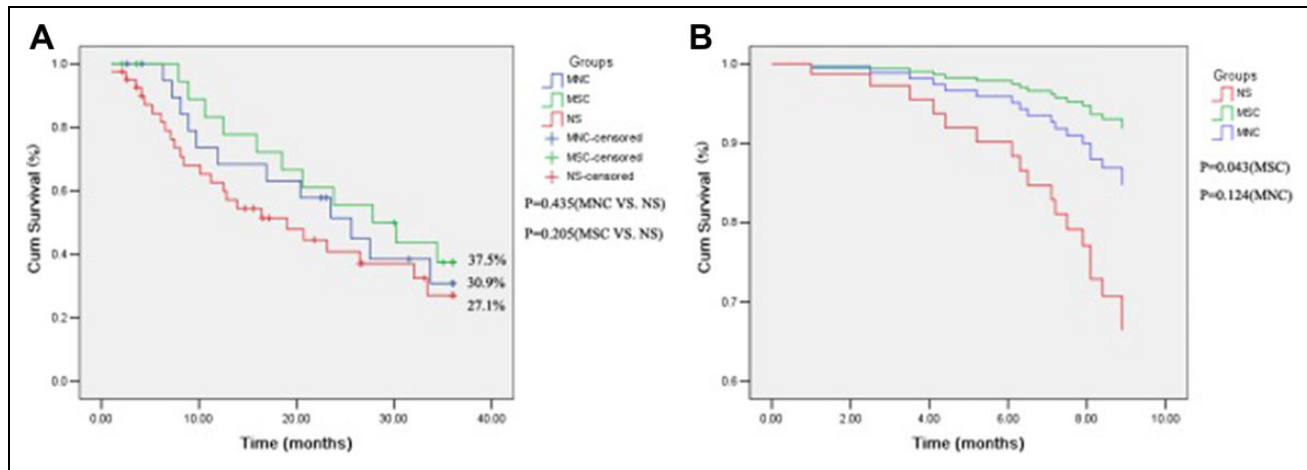 A
Cum Survival (%)
1.0
0.8
0.6
0.4
0.2
0.0
0.00 10.00 20.00 30.00 40.00
Time (months)
Groups
MNC
MSC
NS
MNC-censored
MSC-censored
NS-censored
P=0.435(MNC VS. NS)
P=0.205(MSC VS. NS)
37.5%
30.9%
27.1%
B
Cum Survival (%)
1.0
0.9
0.8
0.7
0.6
0.00 2.00 4.00 6.00 8.00 10.00
Time (months)
Groups
NS
MSC
MNC
P=0.043(MSC)
P=0.124(MNC)